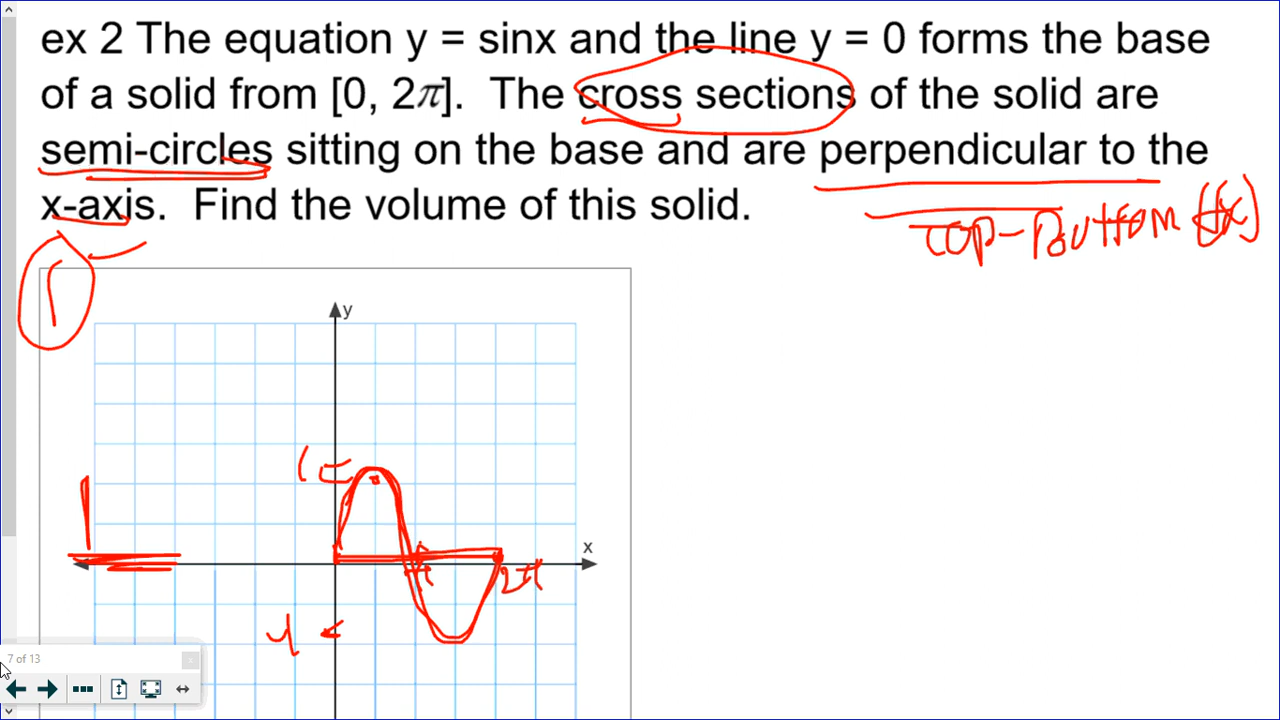 ex 2 The equation y = sinx and the line y = 0 forms the base
of a solid from [0, 2π].  The cross sections of the solid are
semi-circles sitting on the base and are perpendicular to the
x-axis.  Find the volume of this solid.
top-Bottom (dx)
y
1
x
π
2π
7 of 13